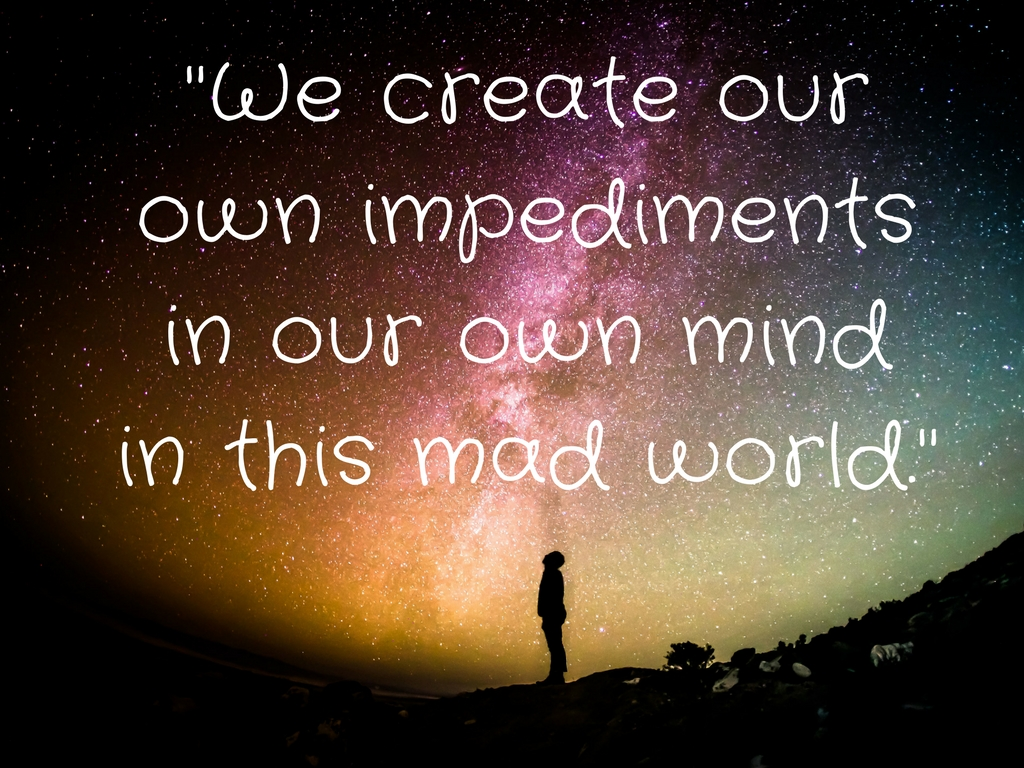 "We create our
own impediments
in our own mind
in this mad world."